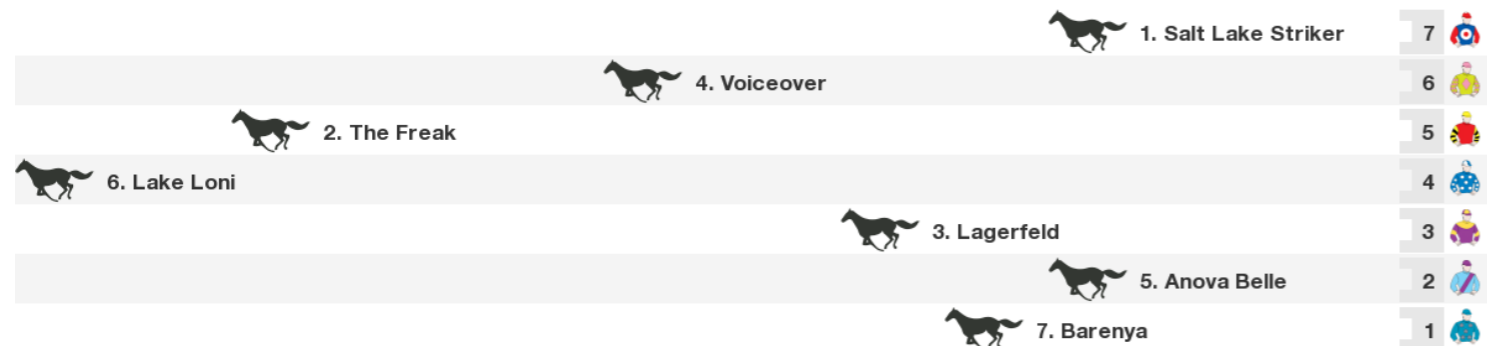 1. Salt Lake Striker 7
4. Voiceover 6
2. The Freak 5
6. Lake Loni 4
3. Lagerfeld 3
5. Anova Belle 2
7. Barenya 1